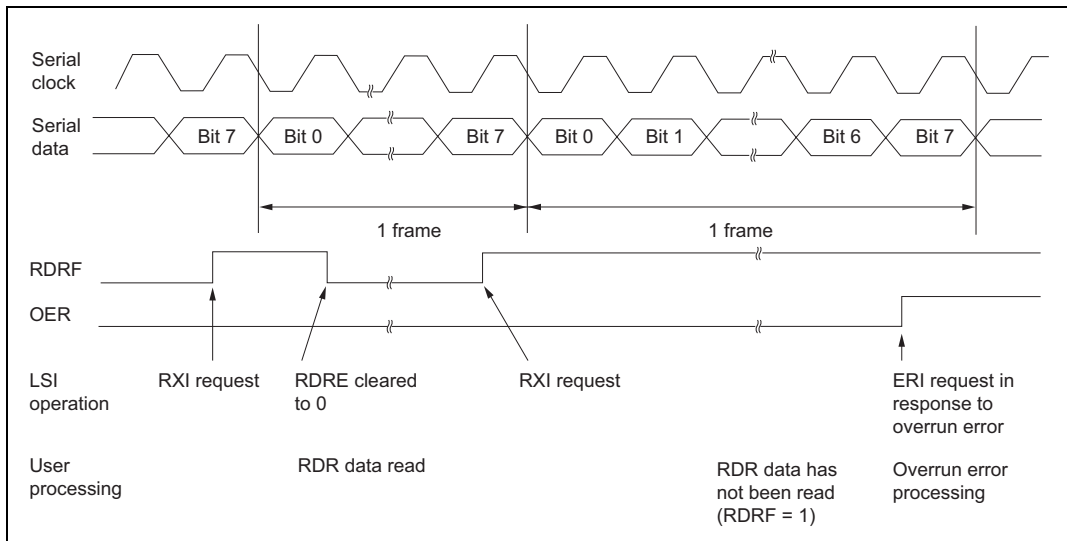 Serial
clock
Serial
data
Bit 7
Bit 0
Bit 7
Bit 0
Bit 1
Bit 6
Bit 7
1 frame
1 frame
RDRF
OER
LSI
operation
RXI request
RDRE cleared
to 0
RXI request
ERI request in
response to
overrun error
User
processing
RDR data read
RDR data has
not been read
(RDRF = 1)
Overrun error
processing